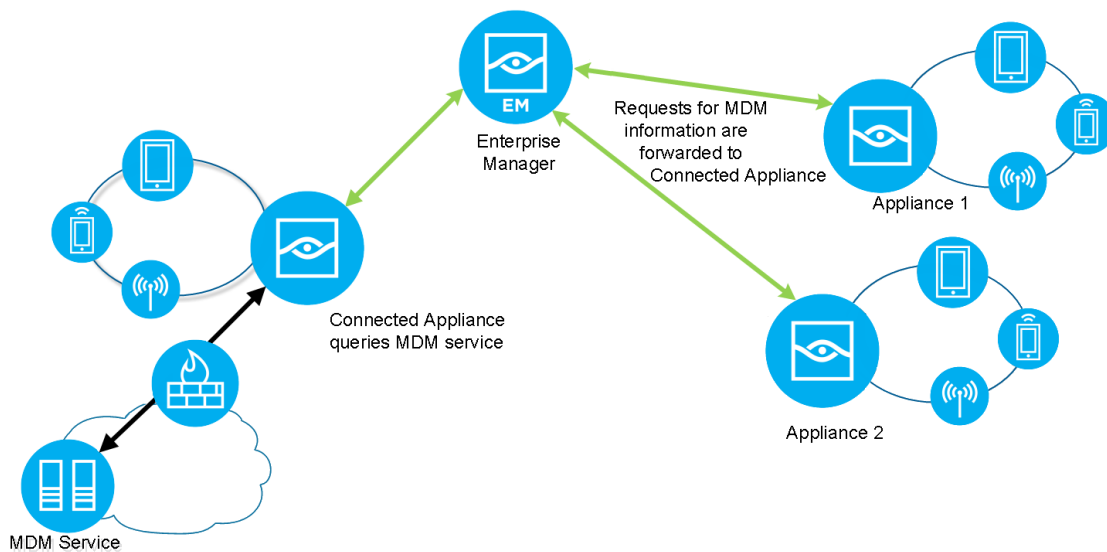 EM
Enterprise
Manager
Requests for MDM
information are
forwarded to
Connected Appliance
Appliance 1
Connected Appliance
queries MDM service
Appliance 2
MDM Service